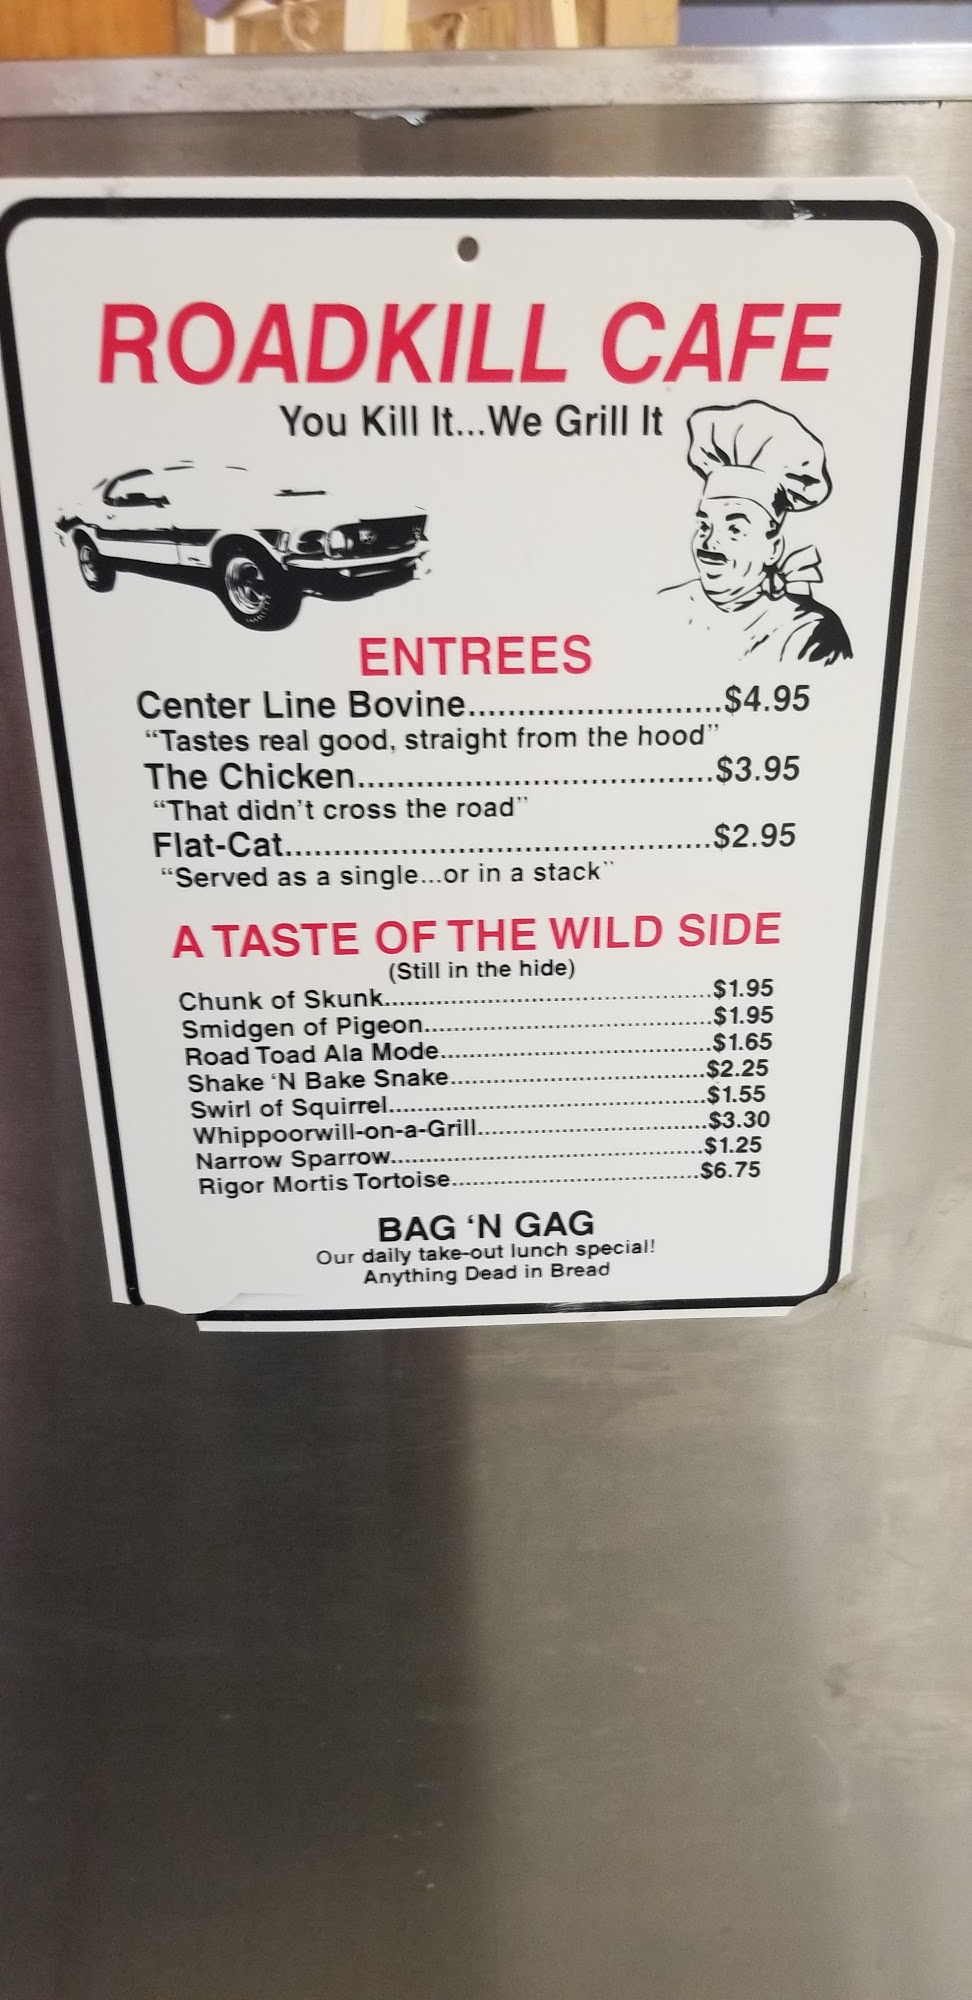 ROADKILL CAFE
You Kill It...We Grill It
ENTREES
Center Line Bovine..........................$4.95
“Tastes real good, straight from the hood”
The Chicken....................................$3.95
“That didn’t cross the road”
Flat-Cat...........................................$2.95
“Served as a single...or in a stack”
A TASTE OF THE WILD SIDE
(Still in the hide)
Chunk of Skunk...............................................$1.95
Smidgen of Pigeon.........................................$1.95
Road Toad Ala Mode.......................................$1.65
Shake ‘N Bake Snake.....................................$2.25
Swirl of Squirrel..............................................$1.55
Whippoorwill-on-a-Grill.................................$3.30
Narrow Sparrow.............................................$1.25
Rigor Mortis Tortoise....................................$6.75
BAG ‘N GAG
Our daily take-out lunch special!
Anything Dead in Bread